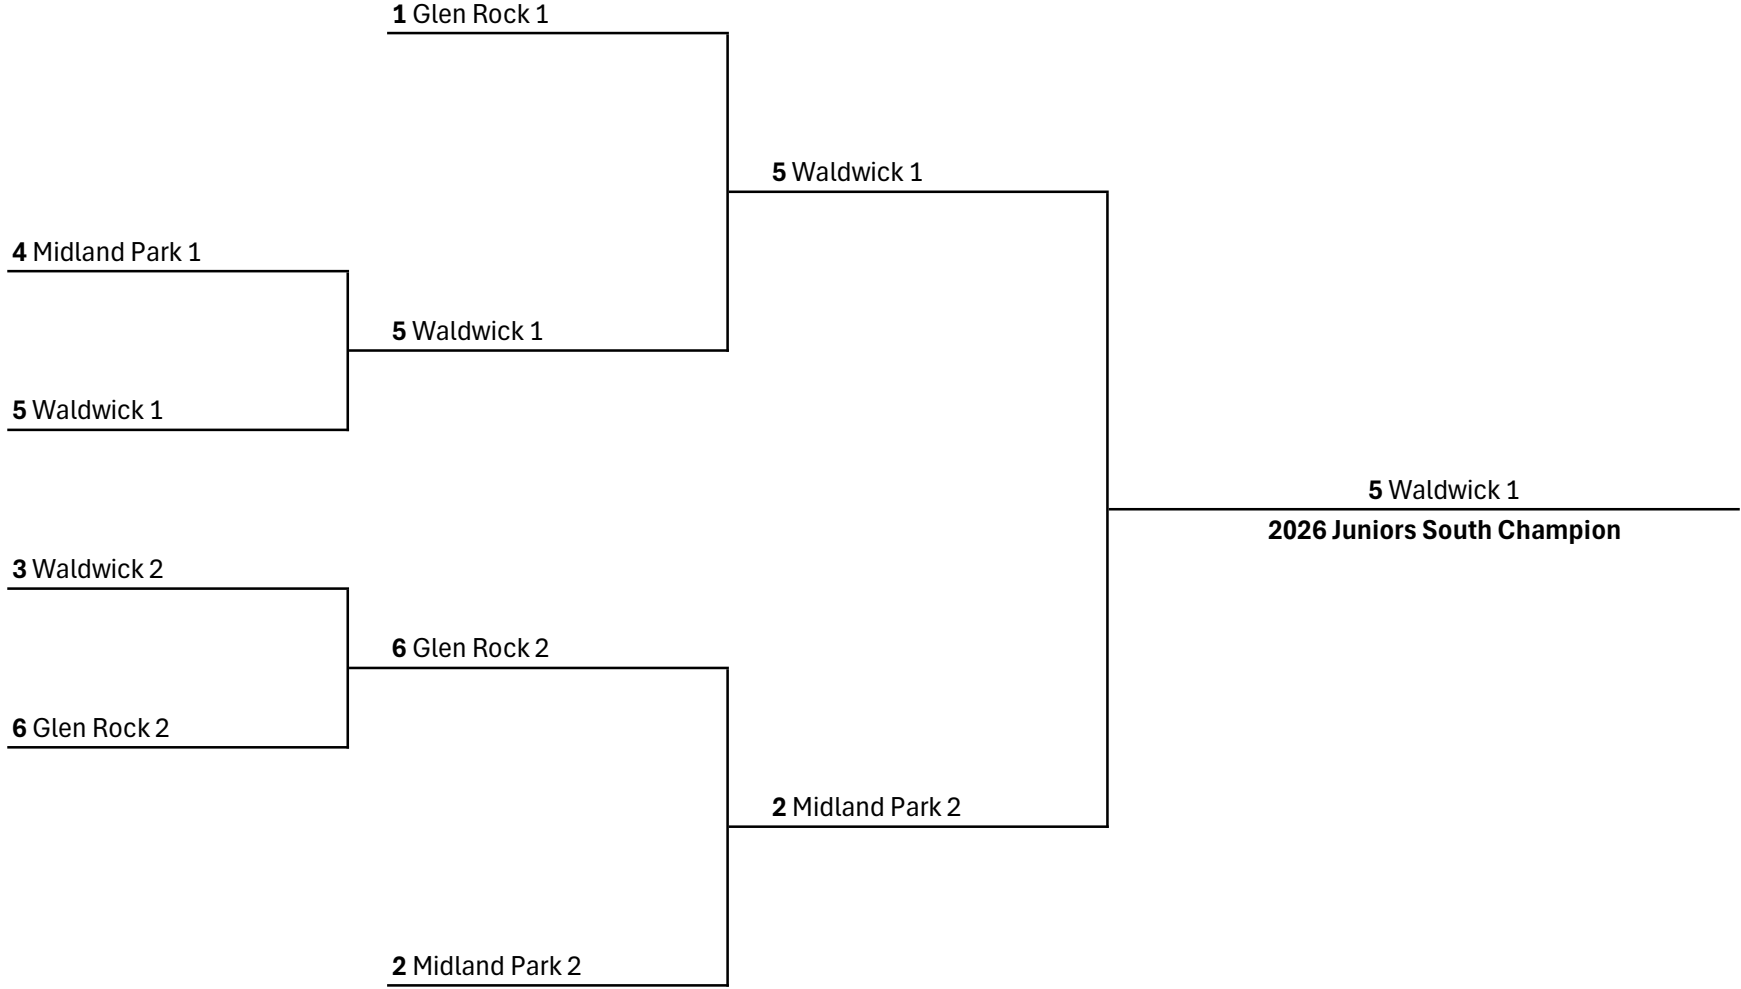 1 Glen Rock 1
5 Waldwick 1
4 Midland Park 1
5 Waldwick 1
5 Waldwick 1
5 Waldwick 1
2026 Juniors South Champion
3 Waldwick 2
6 Glen Rock 2
6 Glen Rock 2
2 Midland Park 2
2 Midland Park 2